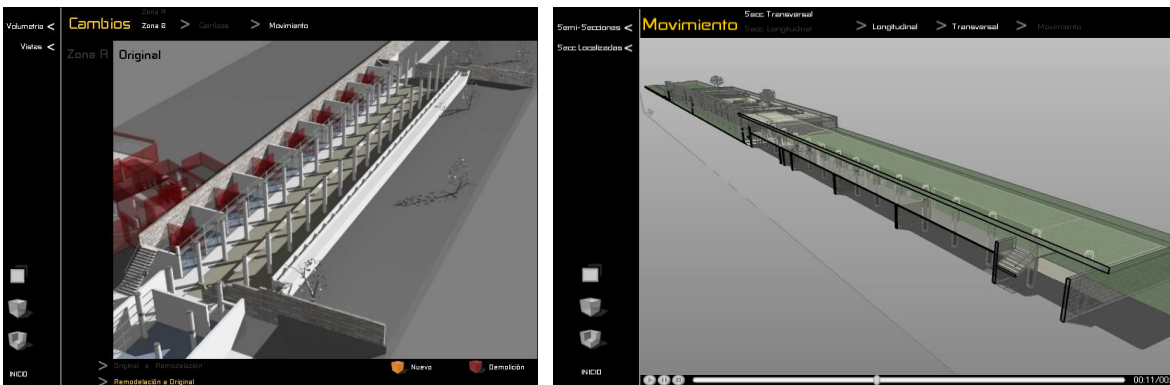 Volumetria <
Vistas <
Cambios
Zona A
Zona B
> Cambios
> Movimiento
Zona A
Original
INICIO
> Original a Remodelación
> Remodelación a Original
Nuevo
Demolición
Semi-Secciones <
Secc Localizadas <
Movimiento
Secc Transversal
Secc Longitudinal
> Longitudinal
> Transversal
> Movimiento
INICIO
00:11/00